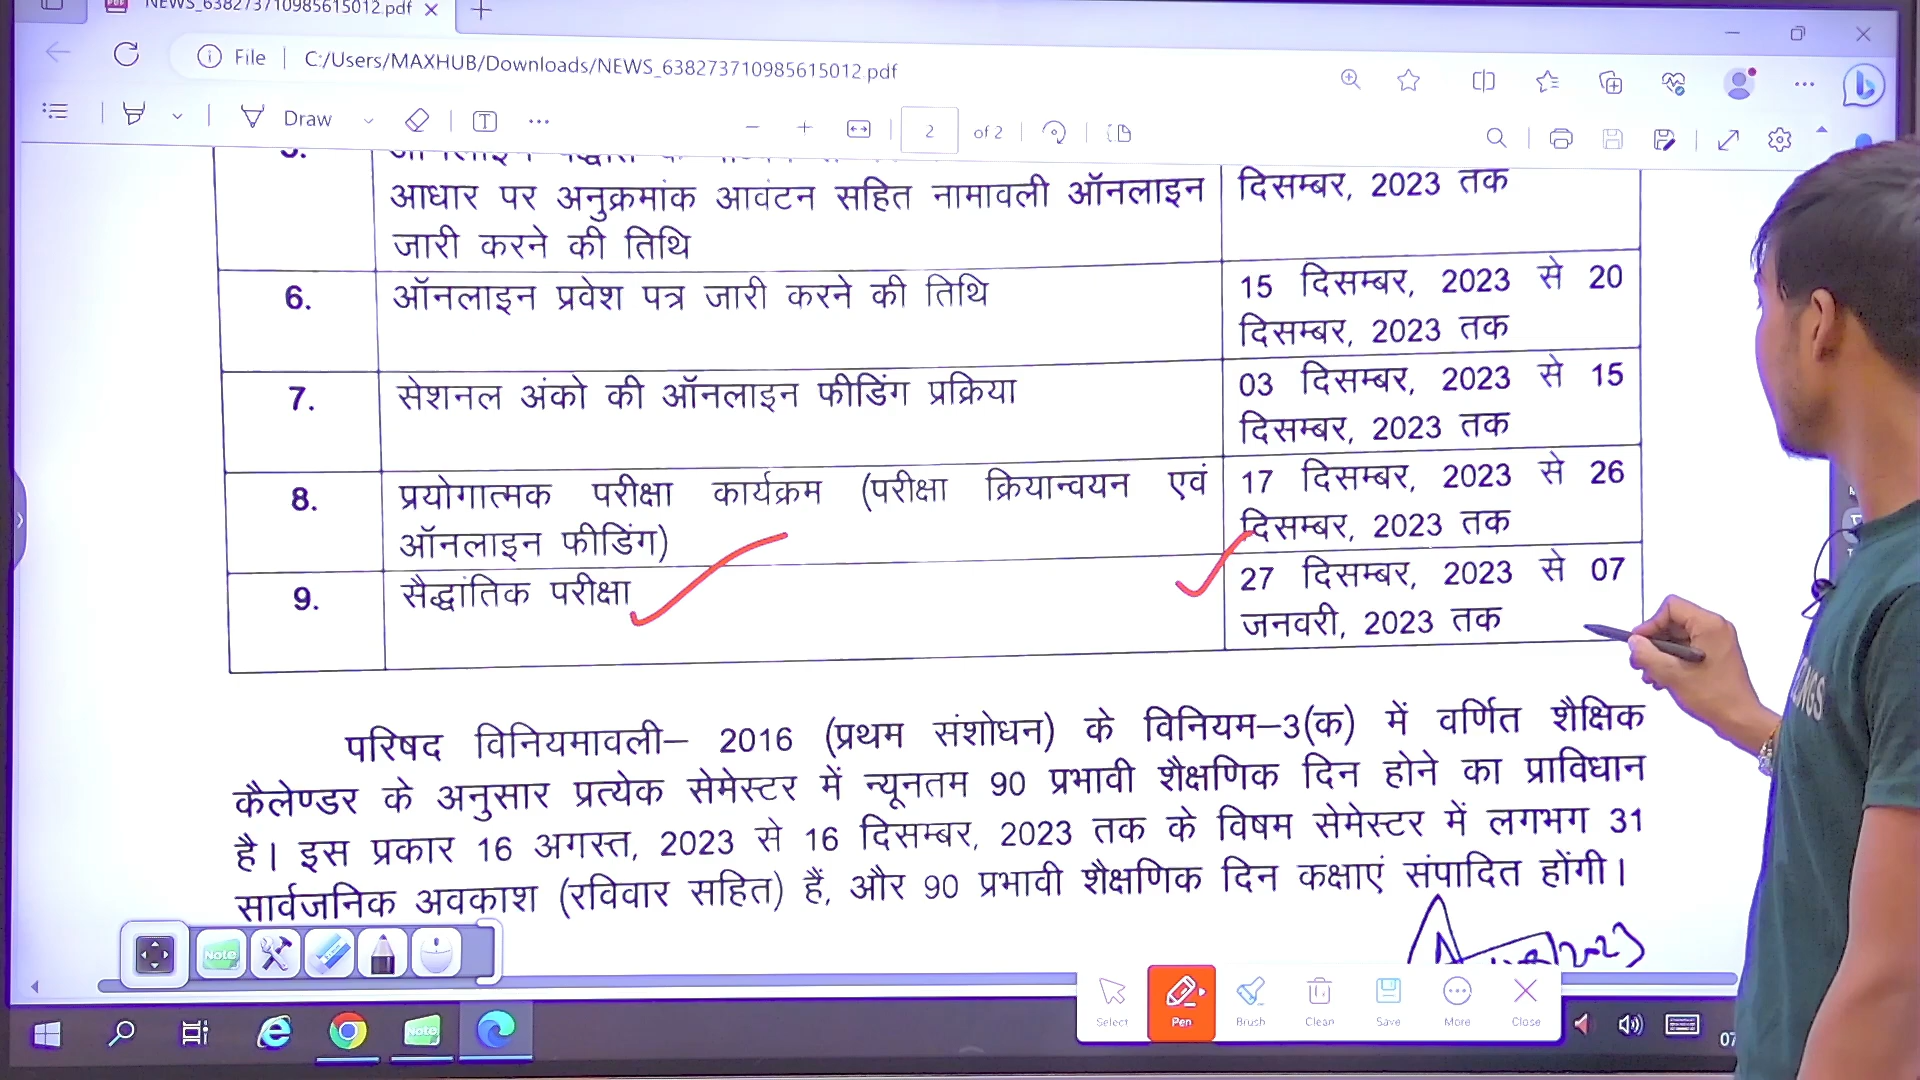 NEWS_638273710985615012.pdf
File
C:/Users/MAXHUB/Downloads/NEWS_638273710985615012.pdf
Draw
2 of 2
5. ऑनलाइन
आधार पर अनुक्रमांक आवंटन सहित नामावली ऑनलाइन दिसम्बर, 2023 तक
जारी करने की तिथि
6. ऑनलाइन प्रवेश पत्र जारी करने की तिथि 15 दिसम्बर, 2023 से 20
दिसम्बर, 2023 तक
7. सेशनल अंको की ऑनलाइन फीडिंग प्रक्रिया 03 दिसम्बर, 2023 से 15
दिसम्बर, 2023 तक
8. प्रयोगात्मक परीक्षा कार्यक्रम (परीक्षा क्रियान्वयन एवं 17 दिसम्बर, 2023 से 26
ऑनलाइन फीडिंग) दिसम्बर, 2023 तक
9. सैद्धांतिक परीक्षा 27 दिसम्बर, 2023 से 07
जनवरी, 2023 तक
परिषद विनियमावली– 2016 (प्रथम संशोधन) के विनियम–3(क) में वर्णित शैक्षिक
कैलेण्डर के अनुसार प्रत्येक सेमेस्टर में न्यूनतम 90 प्रभावी शैक्षणिक दिन होने का प्राविधान
है। इस प्रकार 16 अगस्त, 2023 से 16 दिसम्बर, 2023 तक के विषम सेमेस्टर में लगभग 31
सार्वजनिक अवकाश (रविवार सहित) हैं, और 90 प्रभावी शैक्षणिक दिन कक्षाएं संपादित होंगी।
Note
Select Pen Brush Clean Save More Close
Note
07